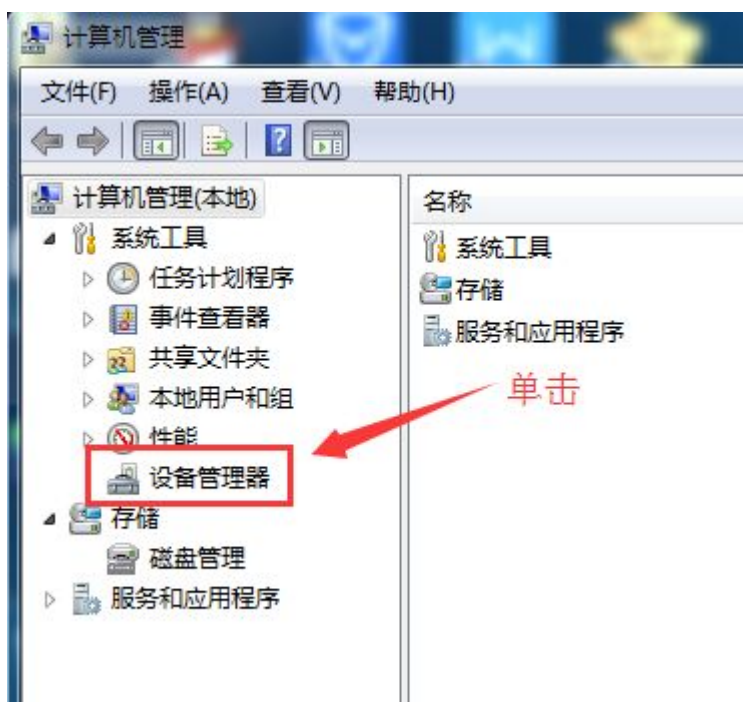 计算机管理
文件(F) 操作(A) 查看(V) 帮助(H)
计算机管理(本地)
系统工具
任务计划程序
事件查看器
共享文件夹
本地用户和组
性能
设备管理器
存储
磁盘管理
服务和应用程序
名称
系统工具
存储
服务和应用程序
单击